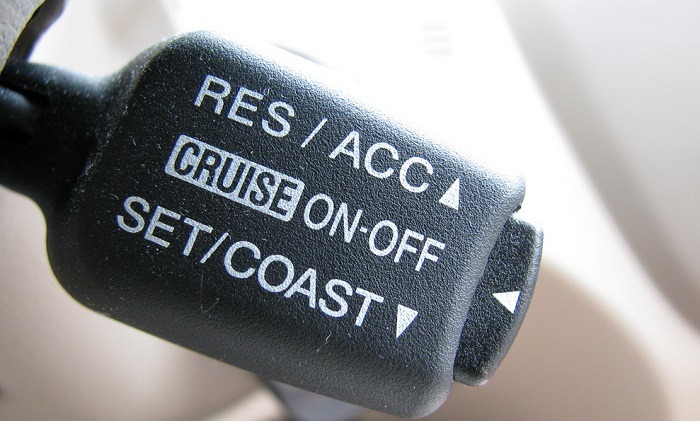 RES / ACC ▲
CRUISE ON-OFF
SET/COAST ▼